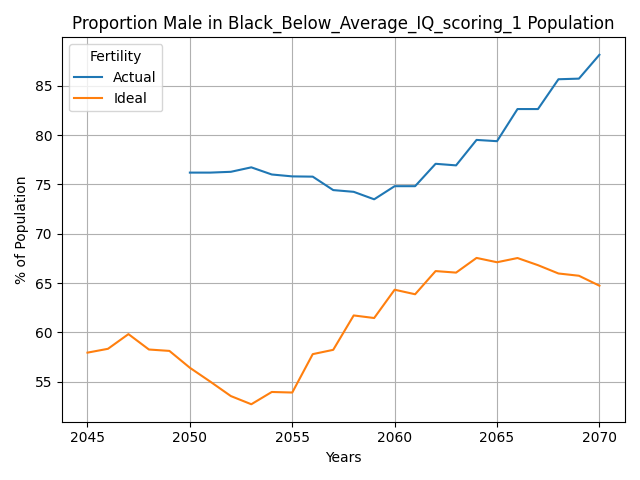 Proportion Male in Black_Below_Average_IQ_scoring_1 Population
Fertility
Actual
Ideal
85
80
75
70
65
60
55
% of Population
2045
2050
2055
2060
2065
2070
Years